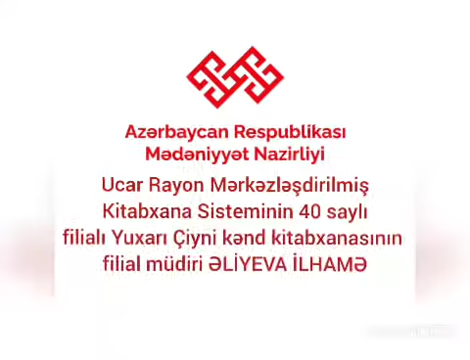 Azərbaycan Respublikası
Mədəniyyət Nazirliyi
Ucar Rayon Mərkəzləşdirilmiş
Kitabxana Sisteminin 40 saylı
filialı Yuxarı Çiyni kənd kitabxanasının
filial müdiri ƏLİYEVA İLHAMƏ